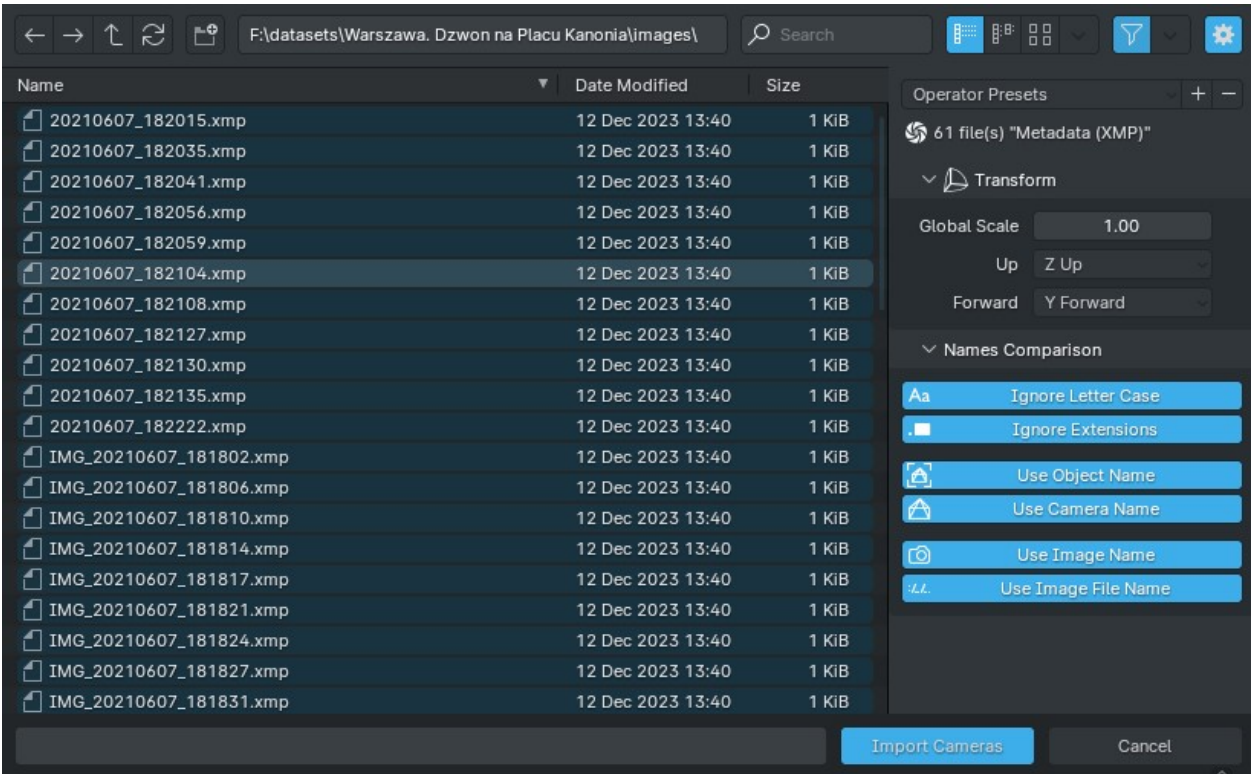 F:\datasets\Warszawa. Dzwon na Placu Kanonia\images\ Search
Name Date Modified Size
20210607_182015.xmp 12 Dec 2023 13:40 1 KiB
20210607_182035.xmp 12 Dec 2023 13:40 1 KiB
20210607_182041.xmp 12 Dec 2023 13:40 1 KiB
20210607_182056.xmp 12 Dec 2023 13:40 1 KiB
20210607_182059.xmp 12 Dec 2023 13:40 1 KiB
20210607_182104.xmp 12 Dec 2023 13:40 1 KiB
20210607_182108.xmp 12 Dec 2023 13:40 1 KiB
20210607_182127.xmp 12 Dec 2023 13:40 1 KiB
20210607_182130.xmp 12 Dec 2023 13:40 1 KiB
20210607_182135.xmp 12 Dec 2023 13:40 1 KiB
20210607_182222.xmp 12 Dec 2023 13:40 1 KiB
IMG_20210607_181802.xmp 12 Dec 2023 13:40 1 KiB
IMG_20210607_181806.xmp 12 Dec 2023 13:40 1 KiB
IMG_20210607_181810.xmp 12 Dec 2023 13:40 1 KiB
IMG_20210607_181814.xmp 12 Dec 2023 13:40 1 KiB
IMG_20210607_181817.xmp 12 Dec 2023 13:40 1 KiB
IMG_20210607_181821.xmp 12 Dec 2023 13:40 1 KiB
IMG_20210607_181824.xmp 12 Dec 2023 13:40 1 KiB
IMG_20210607_181827.xmp 12 Dec 2023 13:40 1 KiB
IMG_20210607_181831.xmp 12 Dec 2023 13:40 1 KiB
Operator Presets
61 file(s) "Metadata (XMP)"
Transform
Global Scale 1.00
Up Z Up
Forward Y Forward
Names Comparison
Aa Ignore Letter Case
Ignore Extensions
Use Object Name
Use Camera Name
Use Image Name
Use Image File Name
Import Cameras Cancel